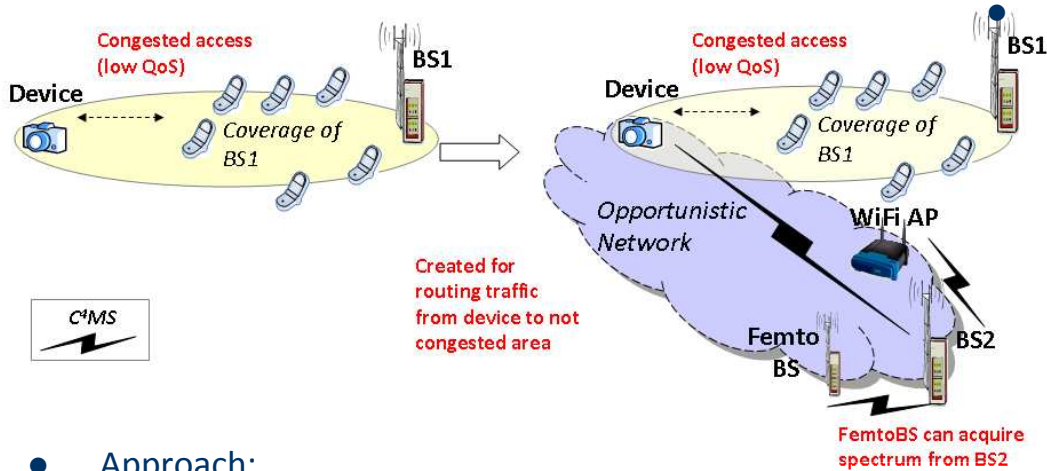 Congested access
(low QoS)
BS1
Device
Coverage of
BS1
Congested access
(low QoS)
BS1
Device
Coverage of
BS1
Opportunistic
Network
WiFi AP
Created for
routing traffic
from device to not
congested area
C⁴MS
Femto
BS
BS2
FemtoBS can acquire
spectrum from BS2
● Approach: